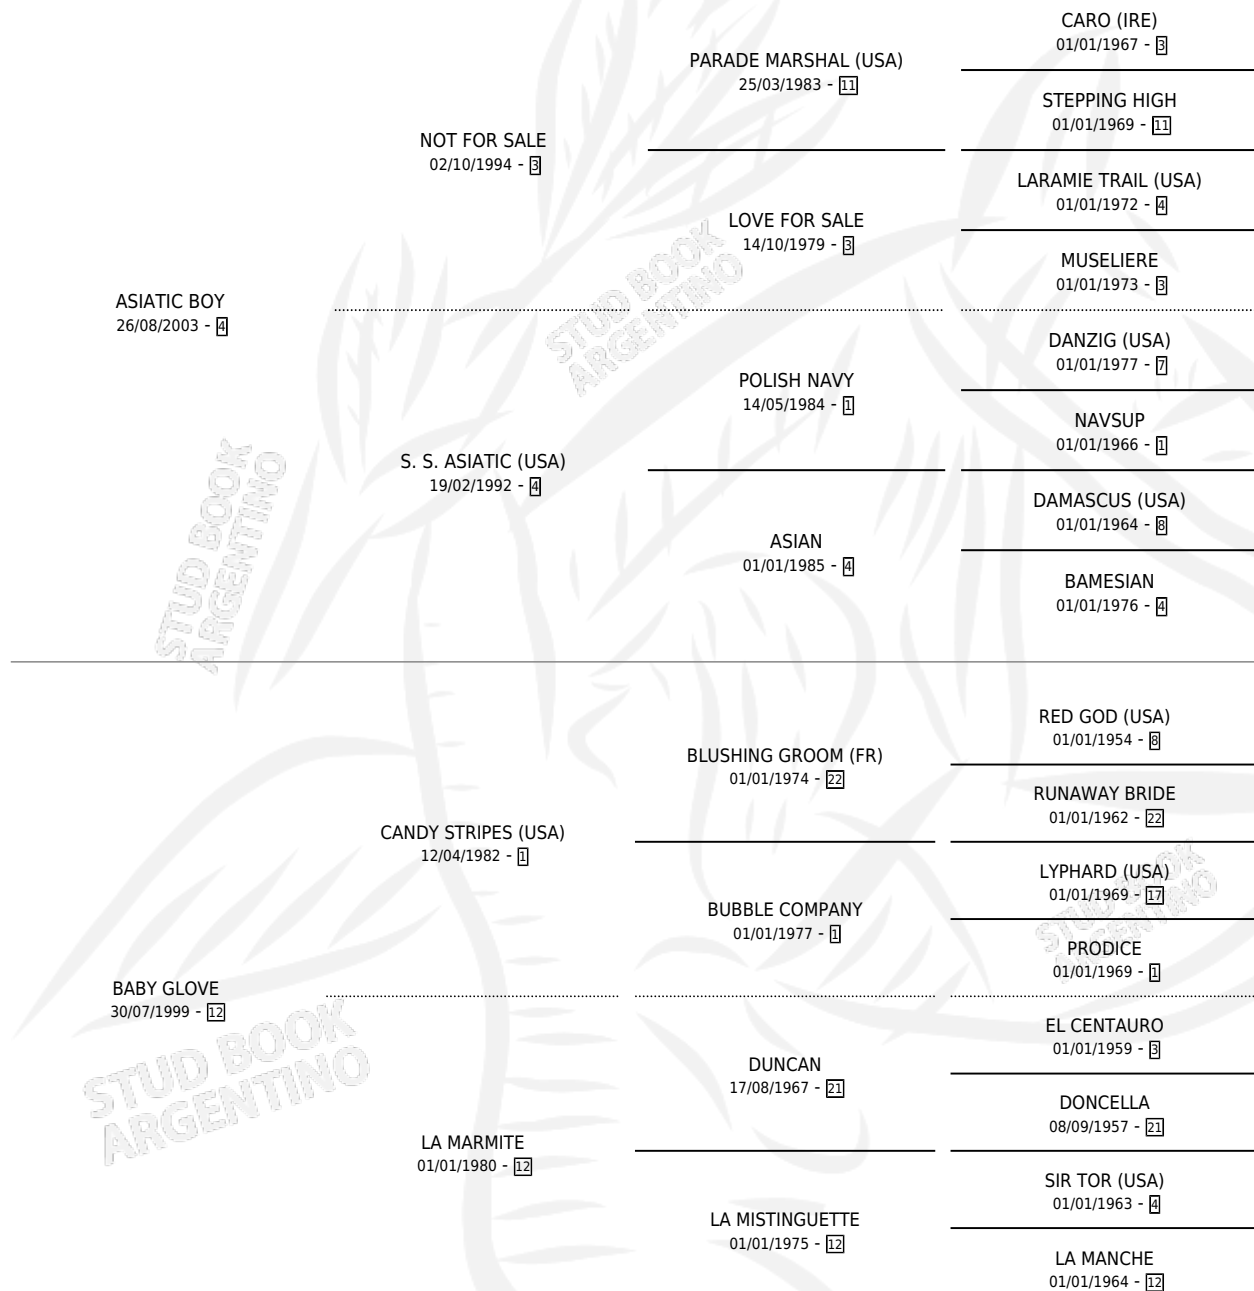 CARO (IRE)
01/01/1967 - 3
PARADE MARSHAL (USA)
25/03/1983 - 11
STEPPING HIGH
01/01/1969 - 11
NOT FOR SALE
02/10/1994 - 3
LARAMIE TRAIL (USA)
01/01/1972 - 4
LOVE FOR SALE
14/10/1979 - 3
MUSELIERE
01/01/1973 - 3
ASIATIC BOY
26/08/2003 - 4
DANZIG (USA)
01/01/1977 - 7
POLISH NAVY
14/05/1984 - 1
NAVSUP
01/01/1966 - 1
S. S. ASIATIC (USA)
19/02/1992 - 4
DAMASCUS (USA)
01/01/1964 - 8
ASIAN
01/01/1985 - 4
BAMESIAN
01/01/1976 - 4
RED GOD (USA)
01/01/1954 - 8
BLUSHING GROOM (FR)
01/01/1974 - 22
RUNAWAY BRIDE
01/01/1962 - 22
CANDY STRIPES (USA)
12/04/1982 - 1
LYPHARD (USA)
01/01/1969 - 17
BUBBLE COMPANY
01/01/1977 - 1
PRODICE
01/01/1969 - 1
BABY GLOVE
30/07/1999 - 12
EL CENTAURO
01/01/1959 - 3
DUNCAN
17/08/1967 - 21
DONCELLA
08/09/1957 - 21
LA MARMITE
01/01/1980 - 12
SIR TOR (USA)
01/01/1963 - 4
LA MISTINGUETTE
01/01/1975 - 12
LA MANCHE
01/01/1964 - 12
STUD BOOK
ARGENTINO
STUD BOOK
ARGENTINO
STUD BOOK
ARGENTINO
STUD BOOK
ARGENTINO